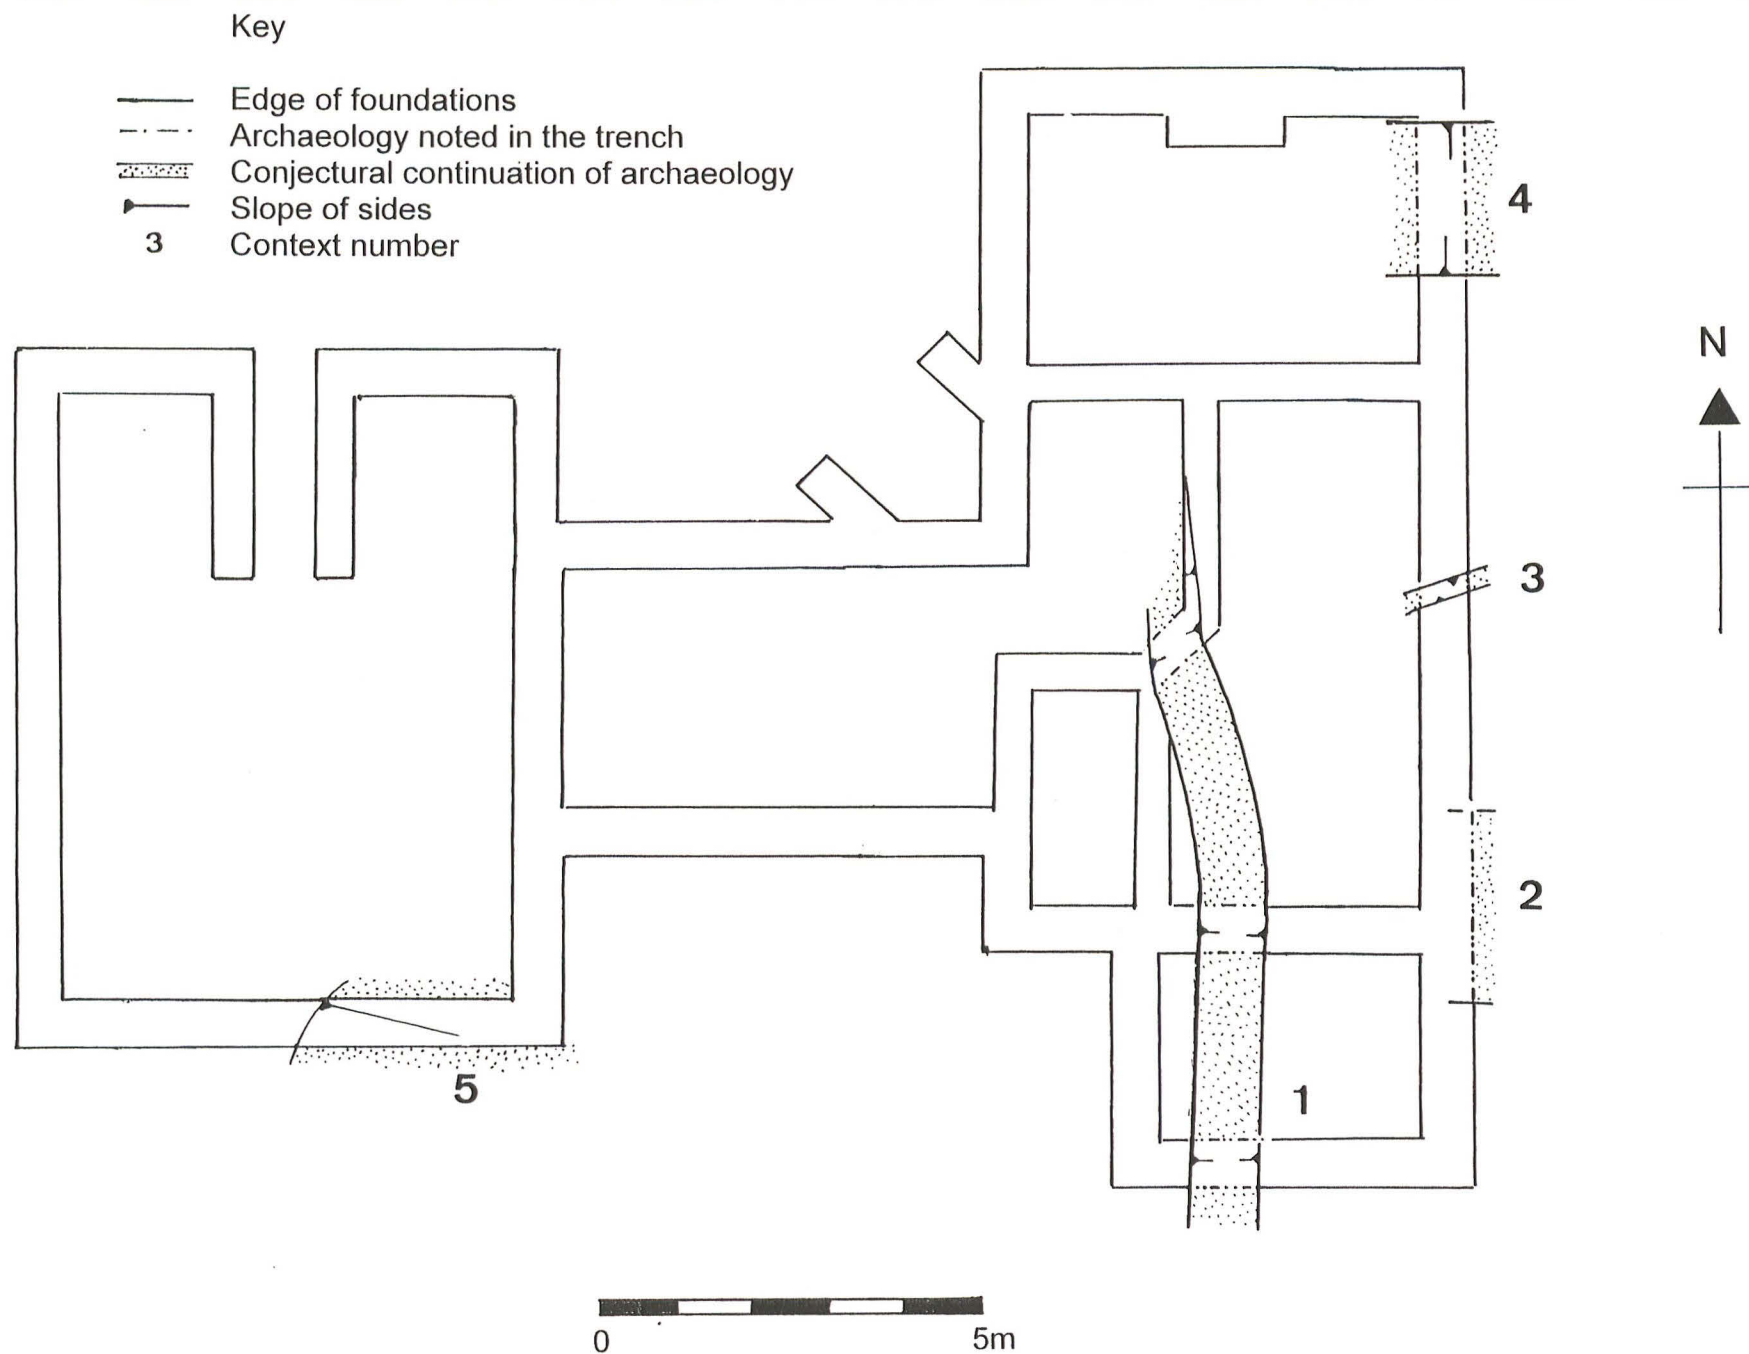 Key
Edge of foundations
Archaeology noted in the trench
Conjectural continuation of archaeology
Slope of sides
3 Context number
4
N
3
2
1
5
0 5m